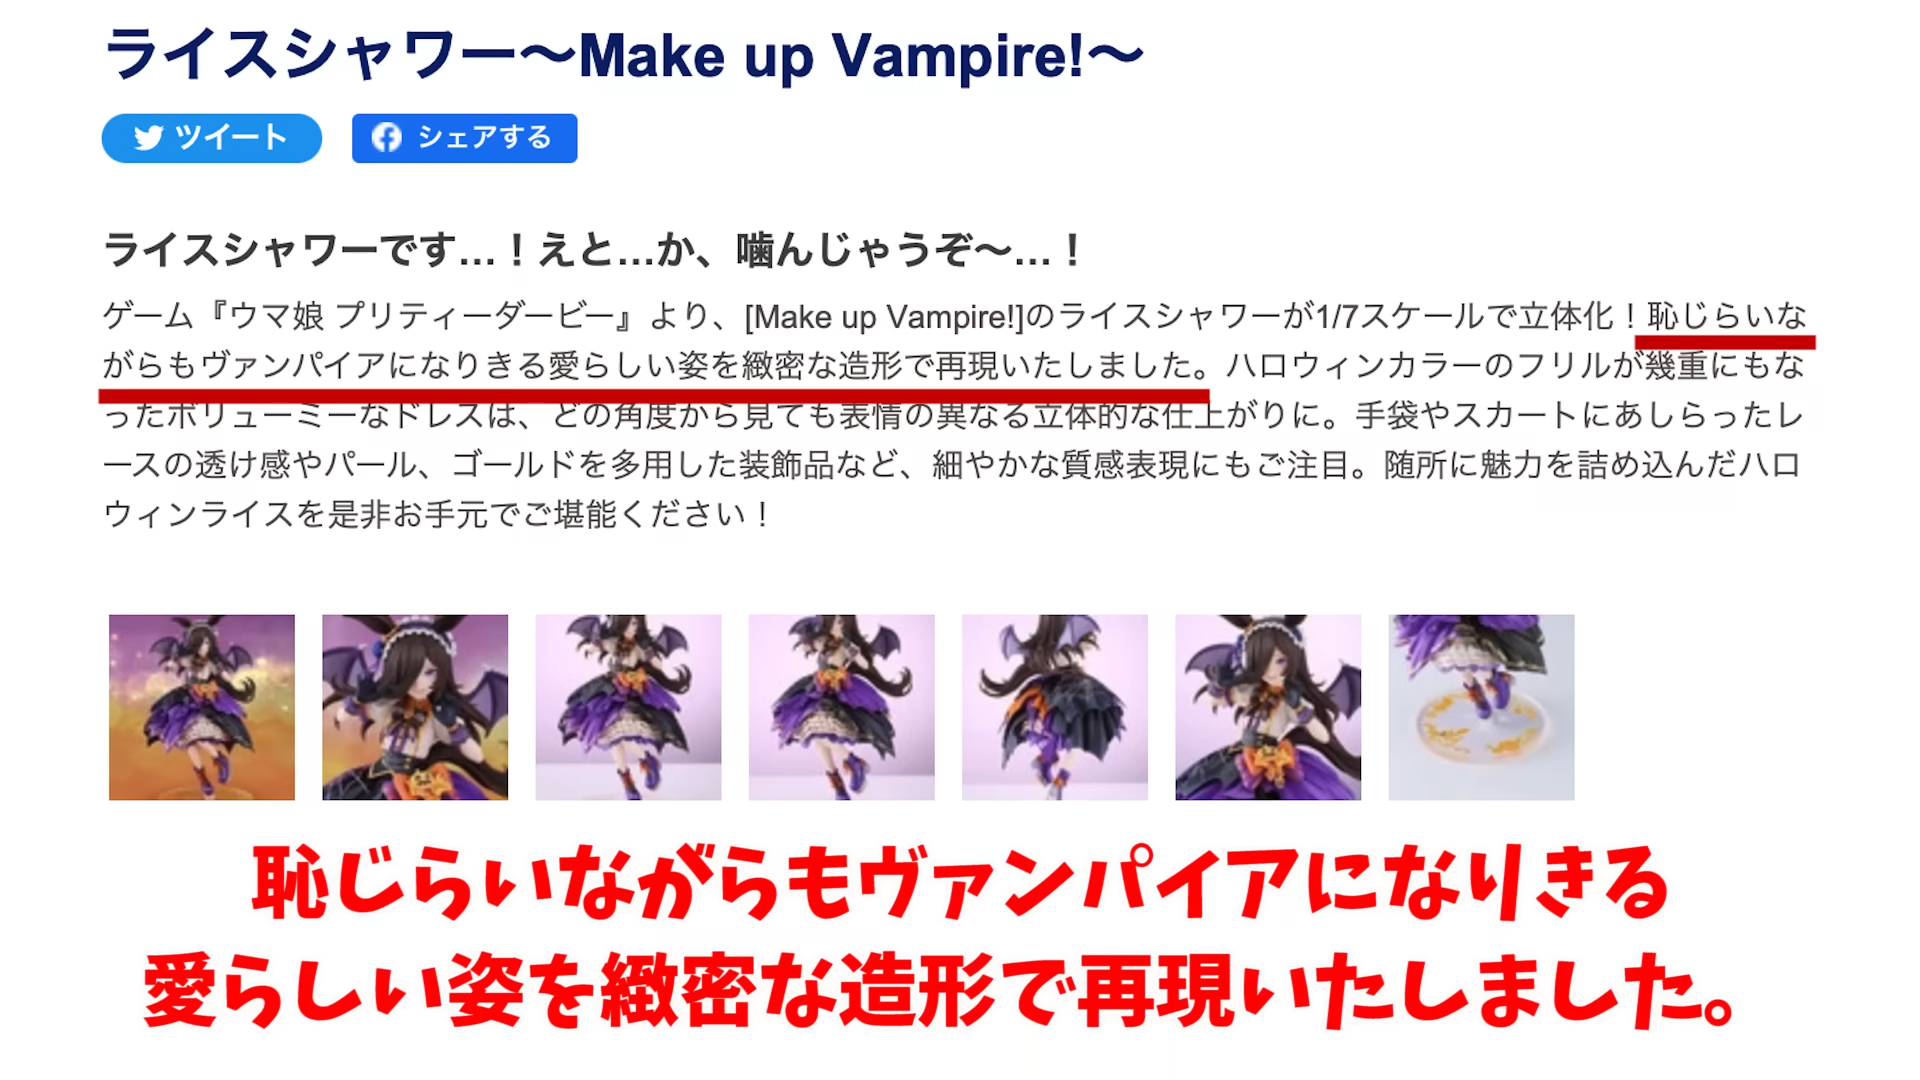 ライスシャワー〜Make up Vampire!〜
ツイート
シェアする
ライスシャワーです…！えと…か、噛んじゃうぞ〜…！
ゲーム『ウマ娘 プリティーダービー』より、[Make up Vampire!]のライスシャワーが1/7スケールで立体化！恥じらいな
がらもヴァンパイアになりきる愛らしい姿を緻密な造形で再現いたしました。ハロウィンカラーのフリルが幾重にもな
ったボリューミーなドレスは、どの角度から見ても表情の異なる立体的な仕上がりに。手袋やスカートにあしらったレ
ースの透け感やパール、ゴールドを多用した装飾品など、細やかな質感表現にもご注目。随所に魅力を詰め込んだハロ
ウィンライスを是非お手元でご堪能ください！
恥じらいながらもヴァンパイアになりきる
愛らしい姿を緻密な造形で再現いたしました。